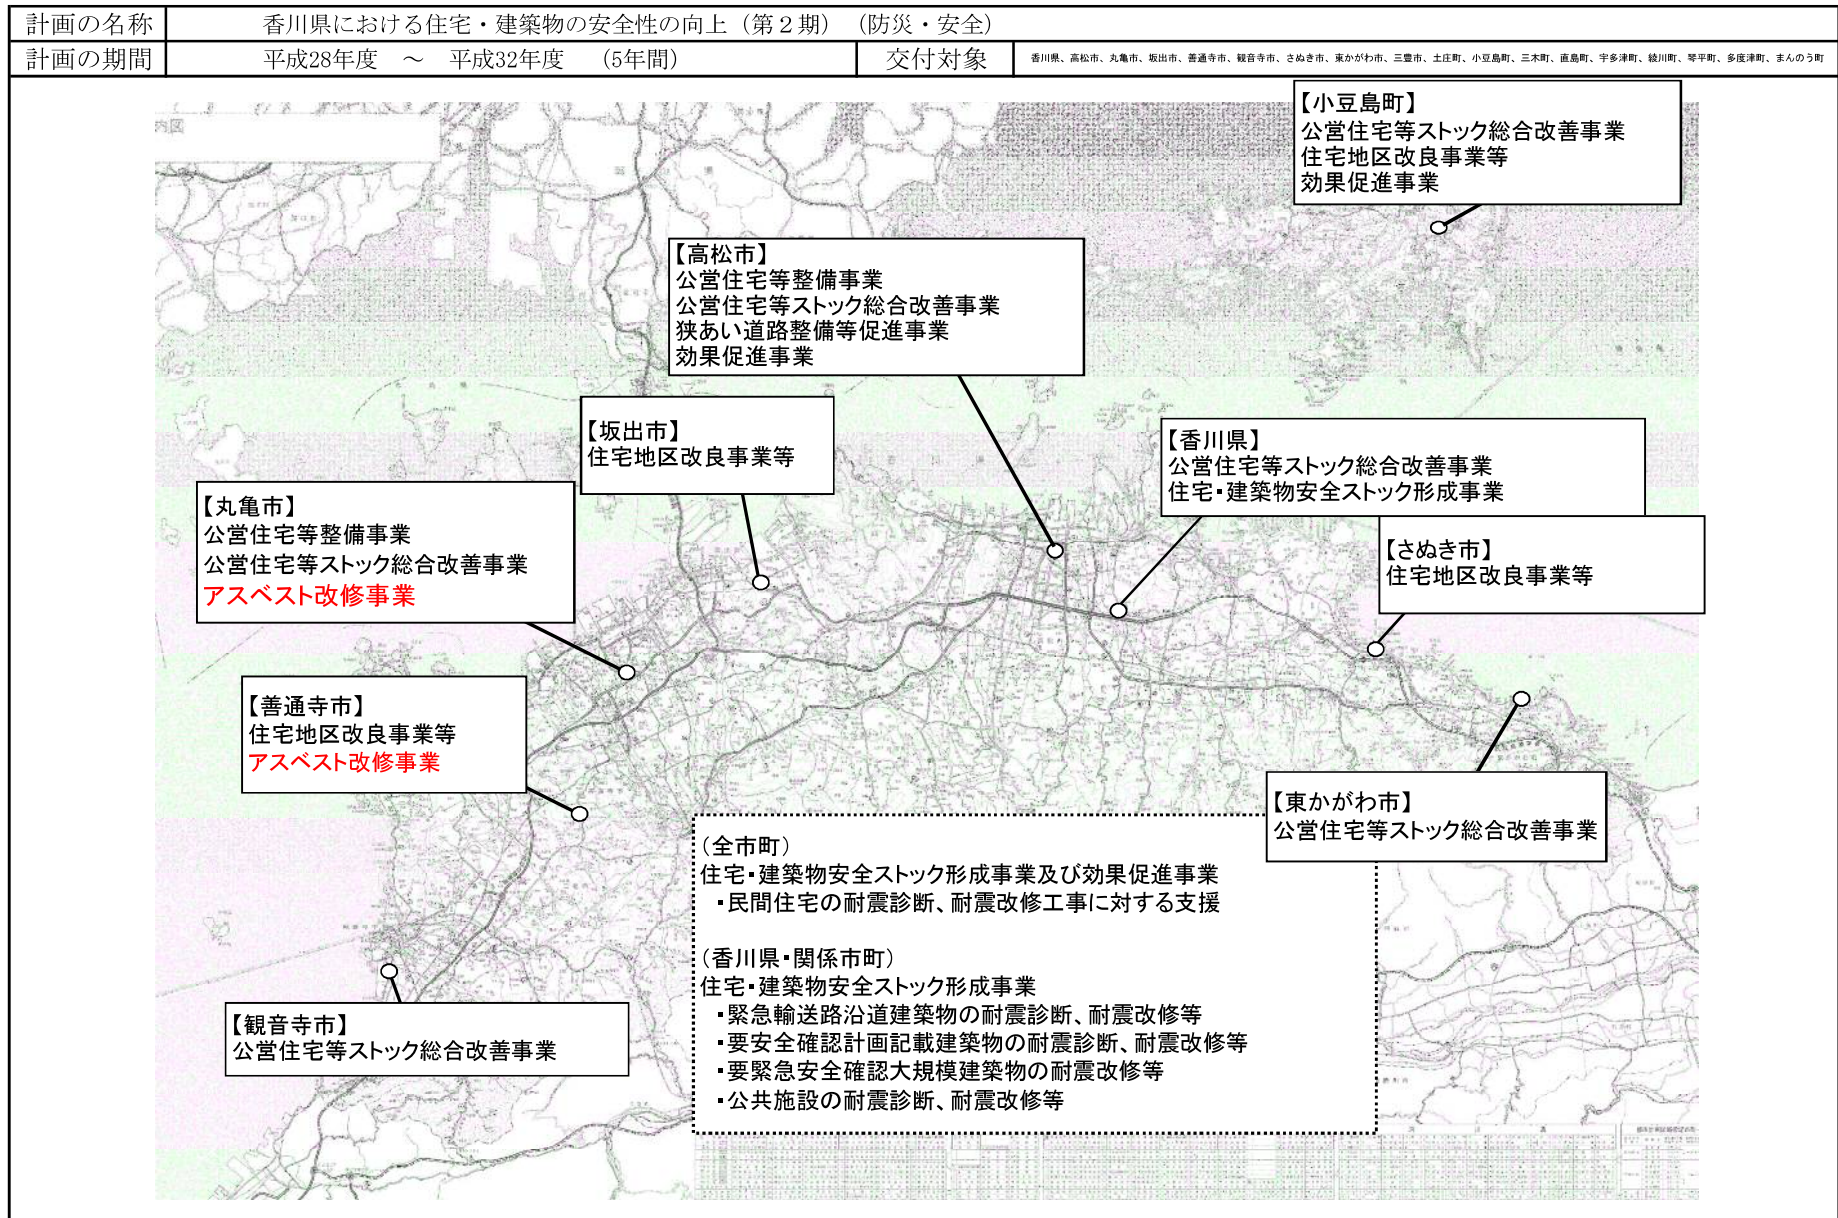 計画の名称
香川県における住宅・建築物の安全性の向上（第２期）（防災・安全）
計画の期間
平成28年度　～　平成32年度　（5年間）
交付対象
香川県、高松市、丸亀市、坂出市、善通寺市、観音寺市、さぬき市、東かがわ市、三豊市、土庄町、小豆島町、三木町、直島町、宇多津町、綾川町、琴平町、多度津町、まんのう町
内図
【小豆島町】
公営住宅等ストック総合改善事業
住宅地区改良事業等
効果促進事業
【高松市】
公営住宅等整備事業
公営住宅等ストック総合改善事業
狭あい道路整備等促進事業
効果促進事業
【坂出市】
住宅地区改良事業等
【香川県】
公営住宅等ストック総合改善事業
住宅・建築物安全ストック形成事業
【丸亀市】
公営住宅等整備事業
公営住宅等ストック総合改善事業
アスベスト改修事業
【さぬき市】
住宅地区改良事業等
【善通寺市】
住宅地区改良事業等
アスベスト改修事業
【東かがわ市】
公営住宅等ストック総合改善事業
（全市町）
住宅・建築物安全ストック形成事業及び効果促進事業
・民間住宅の耐震診断、耐震改修工事に対する支援
（香川県・関係市町）
住宅・建築物安全ストック形成事業
・緊急輸送路沿道建築物の耐震診断、耐震改修等
・要安全確認計画記載建築物の耐震診断、耐震改修等
・要緊急安全確認大規模建築物の耐震改修等
・公共施設の耐震診断、耐震改修等
【観音寺市】
公営住宅等ストック総合改善事業